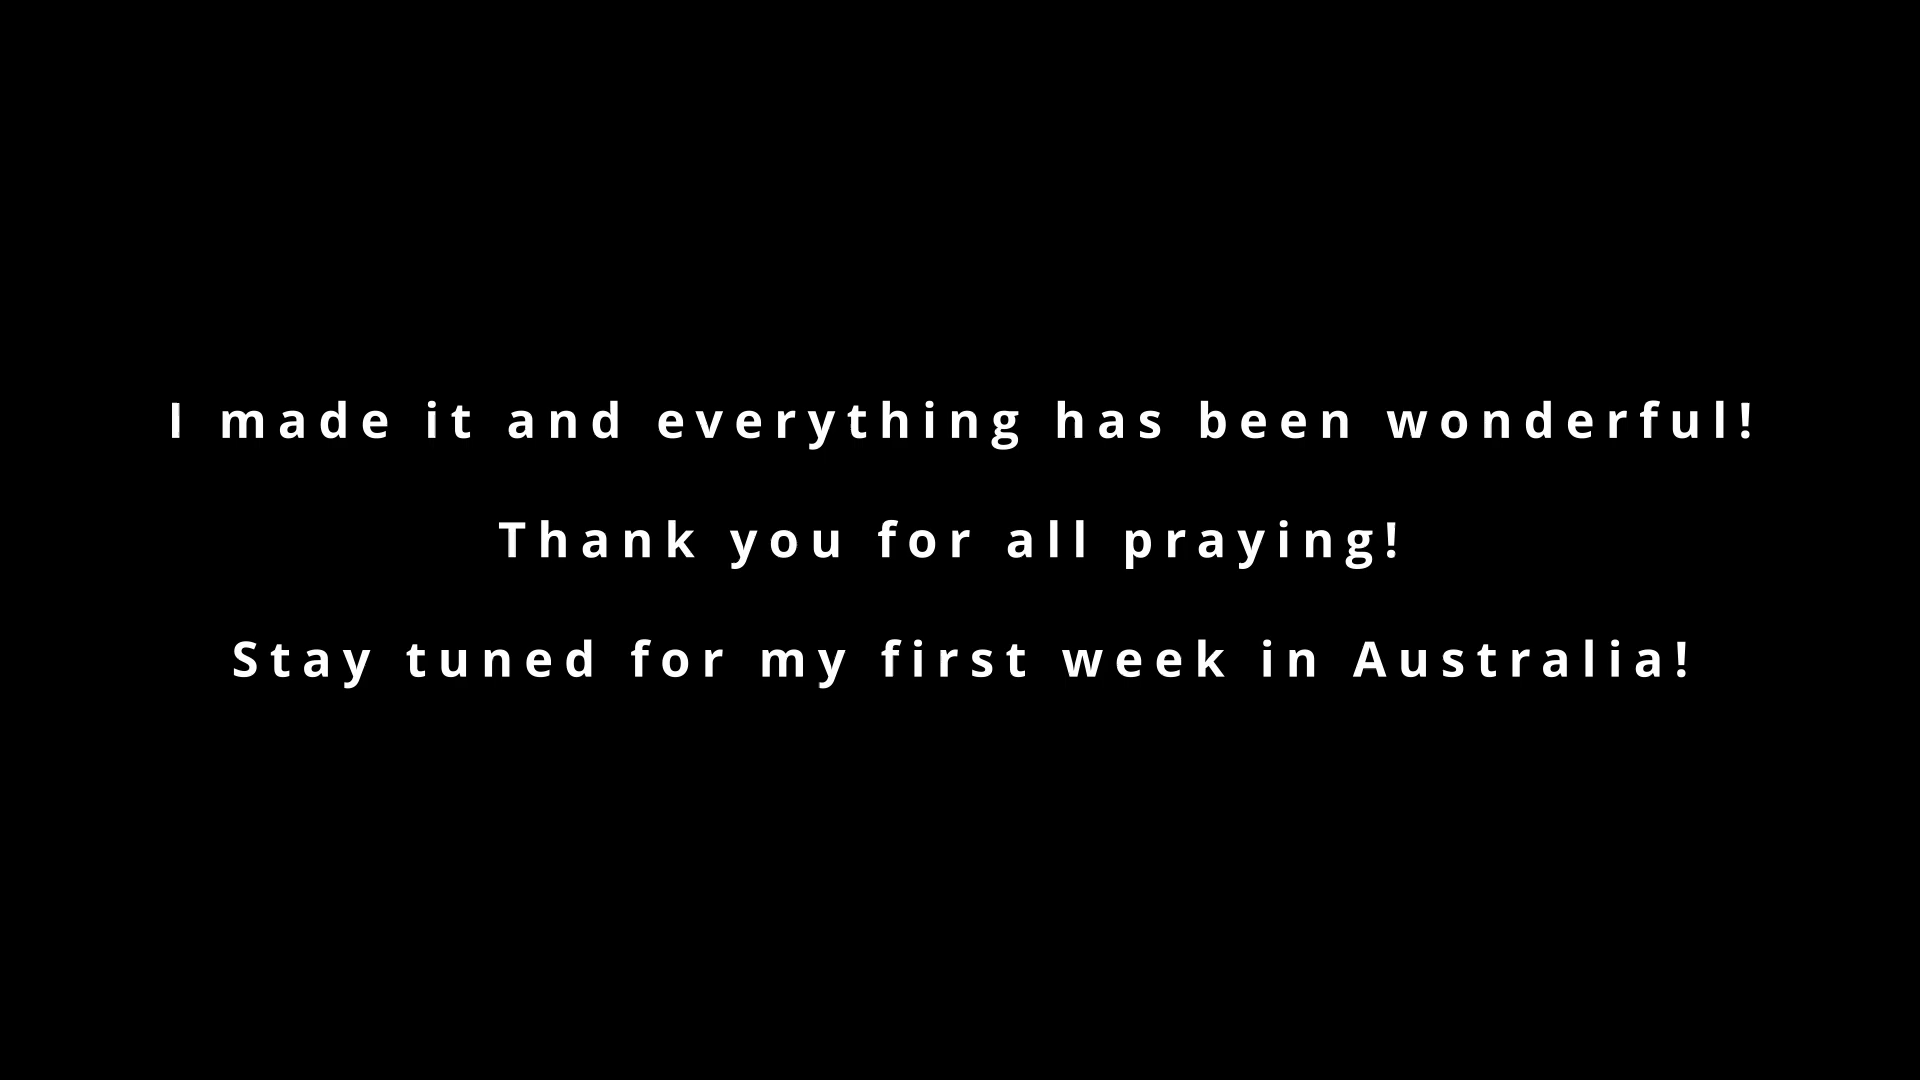 I made it and everything has been wonderful!
Thank you for all praying!
Stay tuned for my first week in Australia!